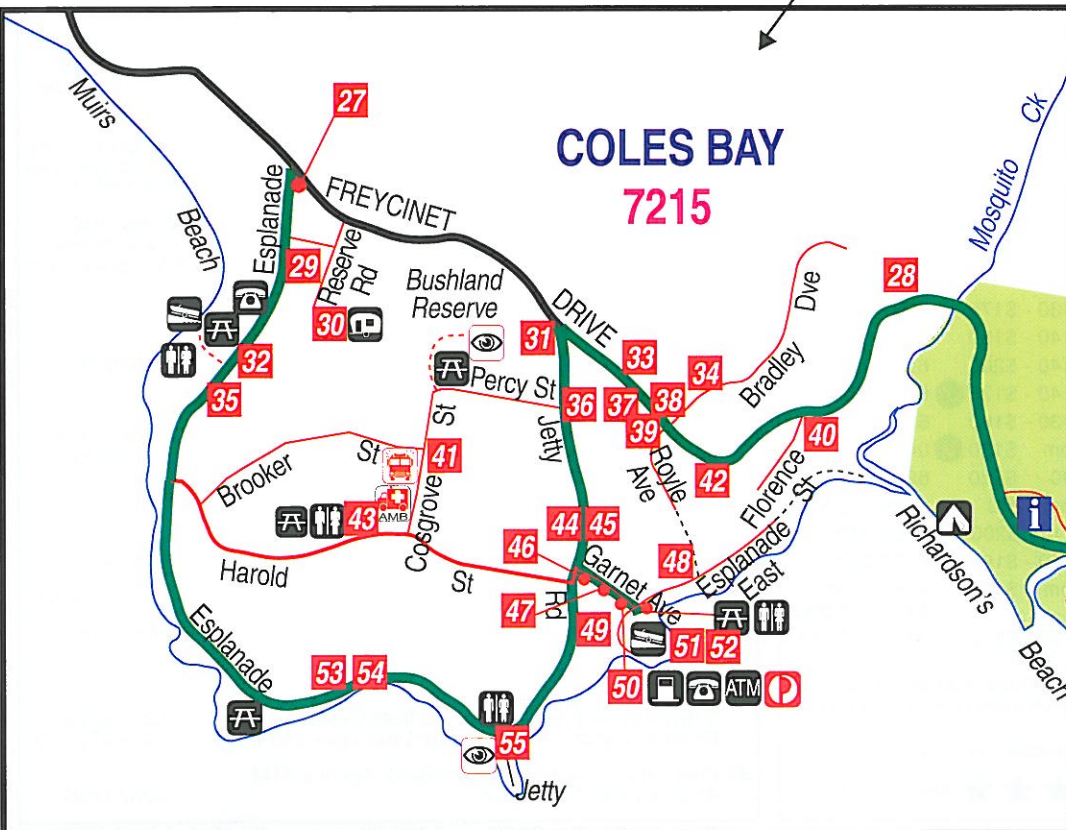 COLES BAY
7215
Mosquito Ck
Muirs Beach
27
Esplanade
FREYCINET
DRIVE
28
29
Reserve
Rd
30
Bushland
Reserve
31
32
33
34
Bradley Dve
35
Percy St
36
37
38
39
Jetty Rd
Royle
Ave
40
Brooker St
41
42
Florence St
AMB
43
Cosgrove St
44
45
46
Garnet Ave
47
48
Esplanade
East
Richardson's Beach
i
Harold St
49
50
51
52
ATM
P
Esplanade
53
54
55
Jetty